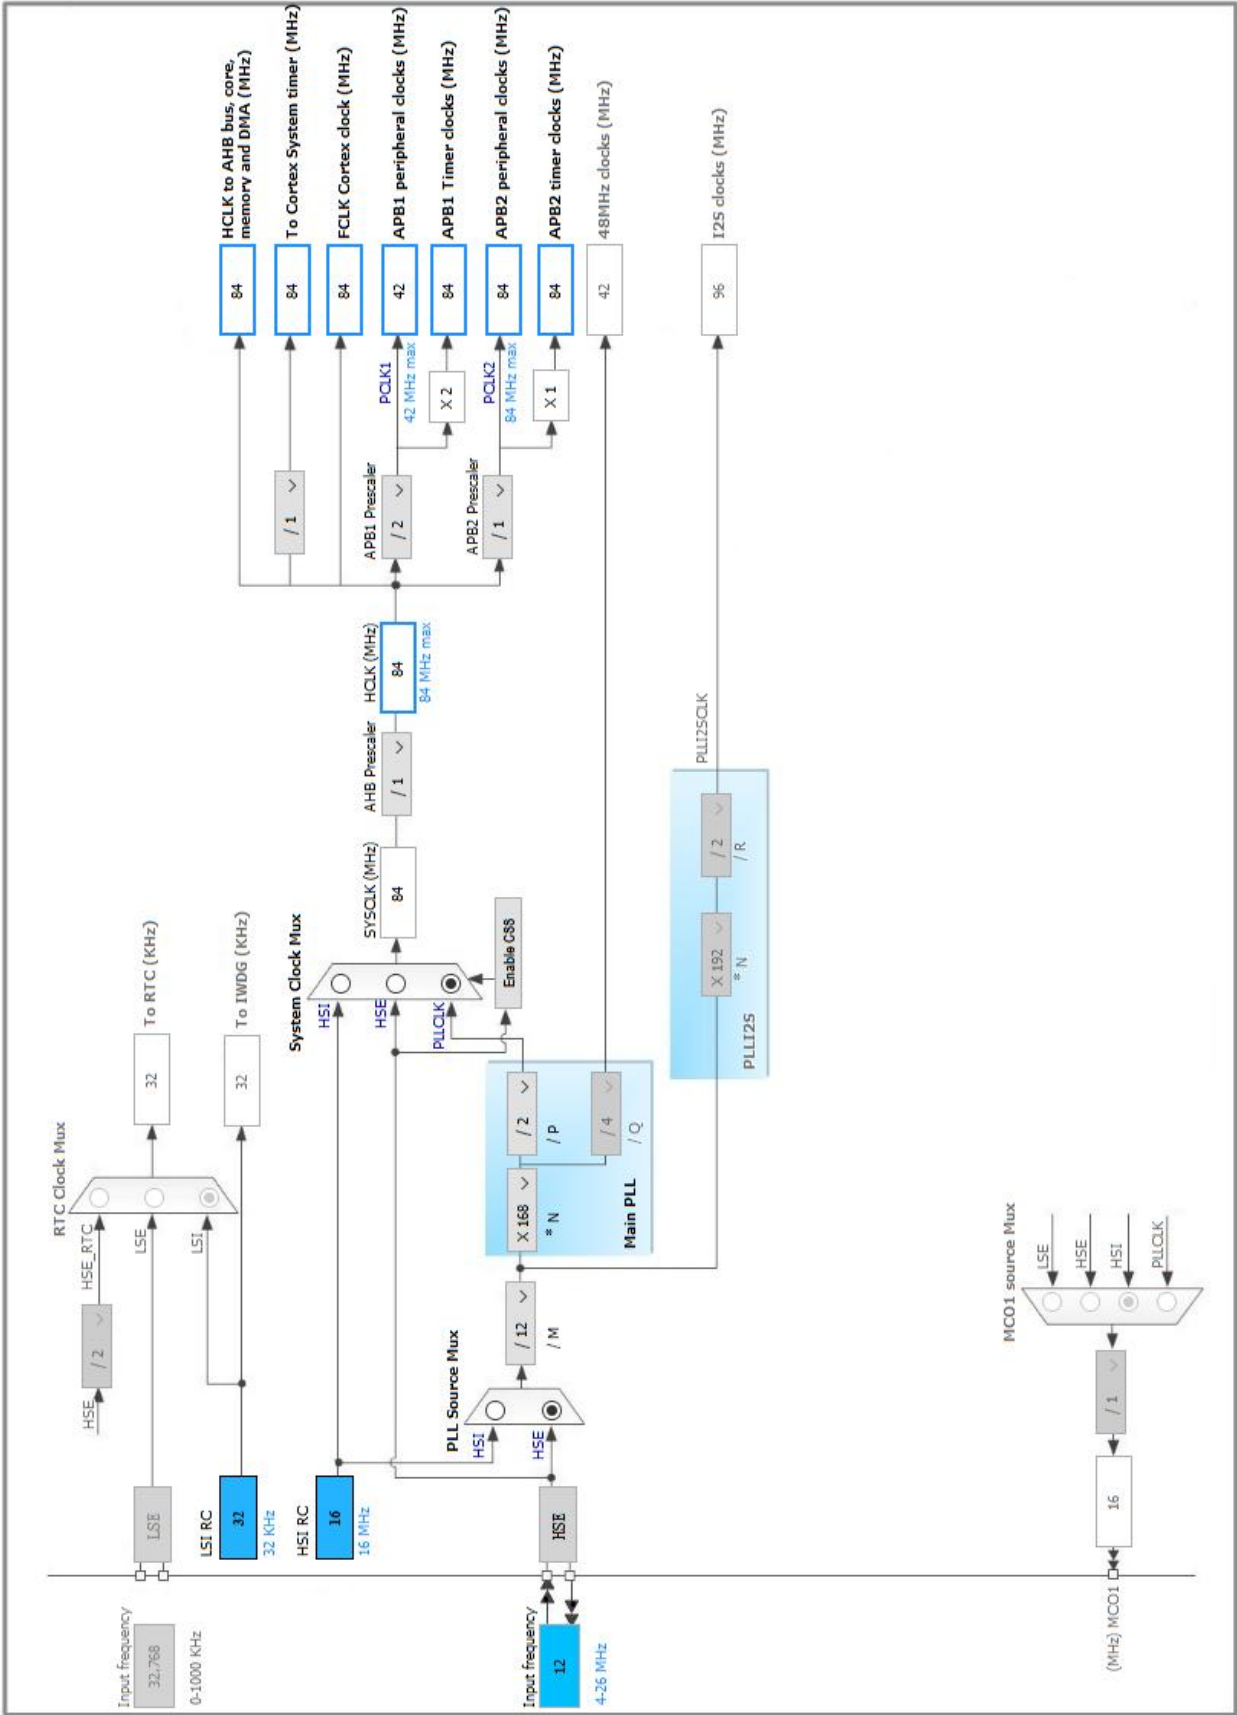 Input frequency
32.768
0-1000 KHz
LSE
HSE
/ 2
HSE_RTC
LSE
LSI
RTC Clock Mux
32
To RTC (KHz)
LSI RC
32
32 KHz
32
To IWDG (KHz)
HSI RC
16
16 MHz
Input frequency
12
4-26 MHz
HSE
PLL Source Mux
HSI
HSE
/ 12
/ M
X 168
* N
/ 2
/ P
/ 4
/ Q
Main PLL
System Clock Mux
HSI
HSE
PLLCLK
Enable CSS
SYSCLK (MHz)
84
AHB Prescaler
/ 1
HCLK (MHz)
84
84 MHz max
/ 1
APB1 Prescaler
/ 2
PCLK1
42 MHz max
X 2
APB2 Prescaler
/ 1
PCLK2
84 MHz max
X 1
84
HCLK to AHB bus, core,
memory and DMA (MHz)
84
To Cortex System timer (MHz)
84
FCLK Cortex clock (MHz)
42
APB1 peripheral clocks (MHz)
84
APB1 Timer clocks (MHz)
84
APB2 peripheral clocks (MHz)
84
APB2 timer clocks (MHz)
42
48MHz clocks (MHz)
PLLI2S
X 192
* N
/ 2
/ R
PLLI2SCLK
96
I2S clocks (MHz)
(MHz) MCO1
16
/ 1
MCO1 source Mux
LSE
HSE
HSI
PLLCLK